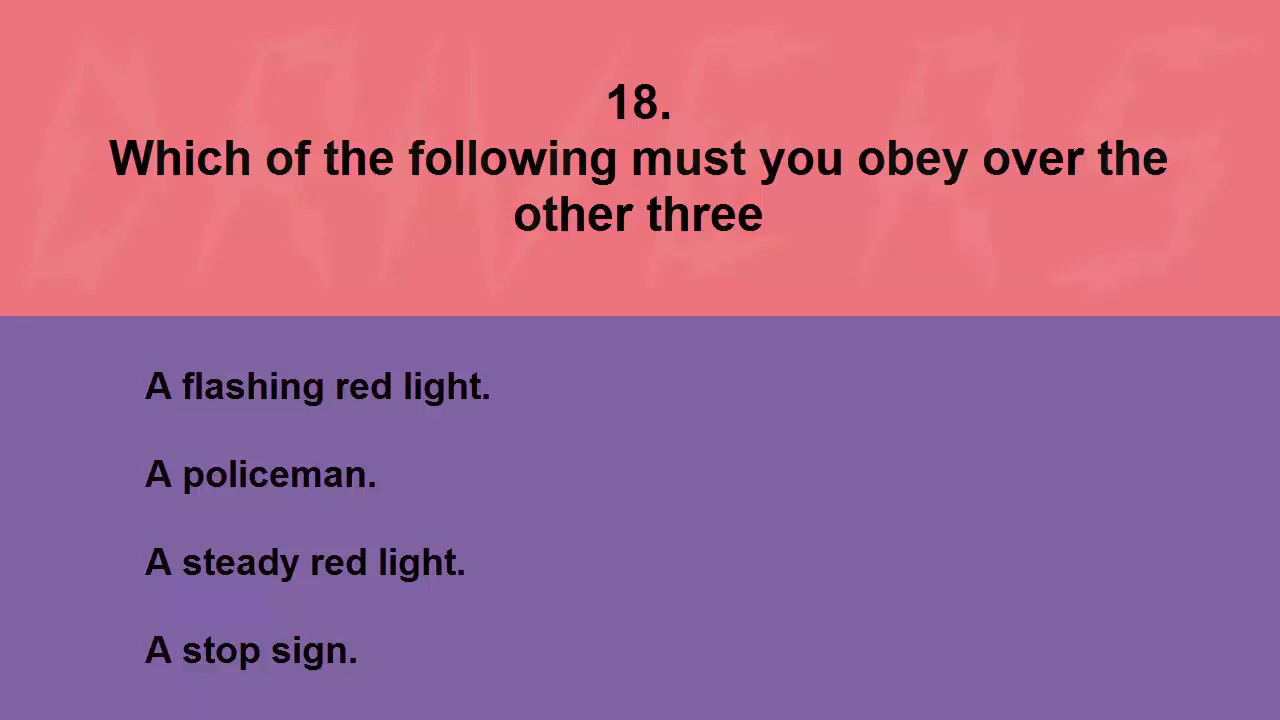 18.
Which of the following must you obey over the
other three
A flashing red light.
A policeman.
A steady red light.
A stop sign.